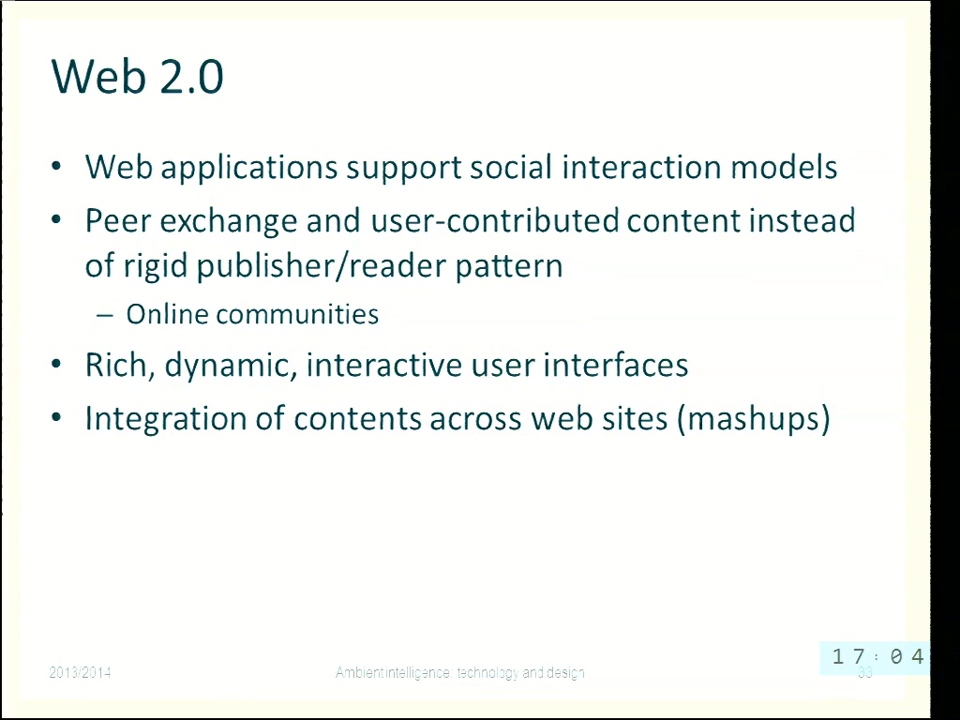 Web 2.0
• Web applications support social interaction models
• Peer exchange and user-contributed content instead
of rigid publisher/reader pattern
– Online communities
• Rich, dynamic, interactive user interfaces
• Integration of contents across web sites (mashups)
17:04
2013/2014 Ambient intelligence: technology and design 33